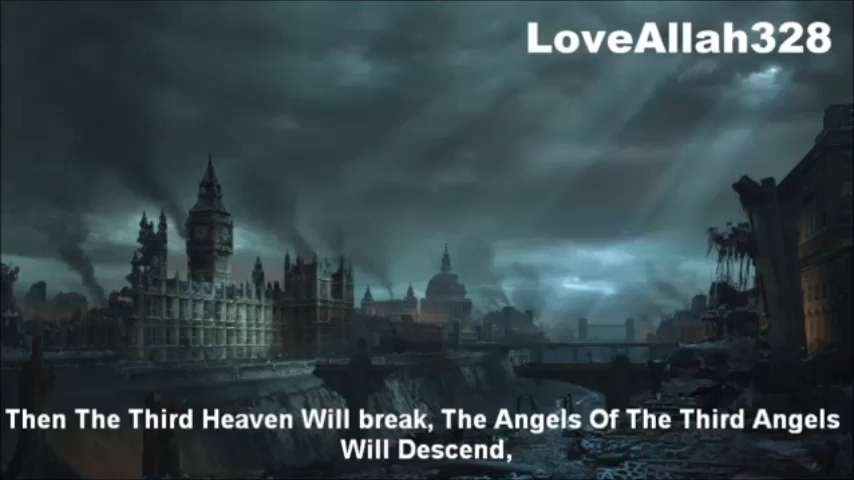 LoveAllah328
Then The Third Heaven Will break, The Angels Of The Third Angels
Will Descend,